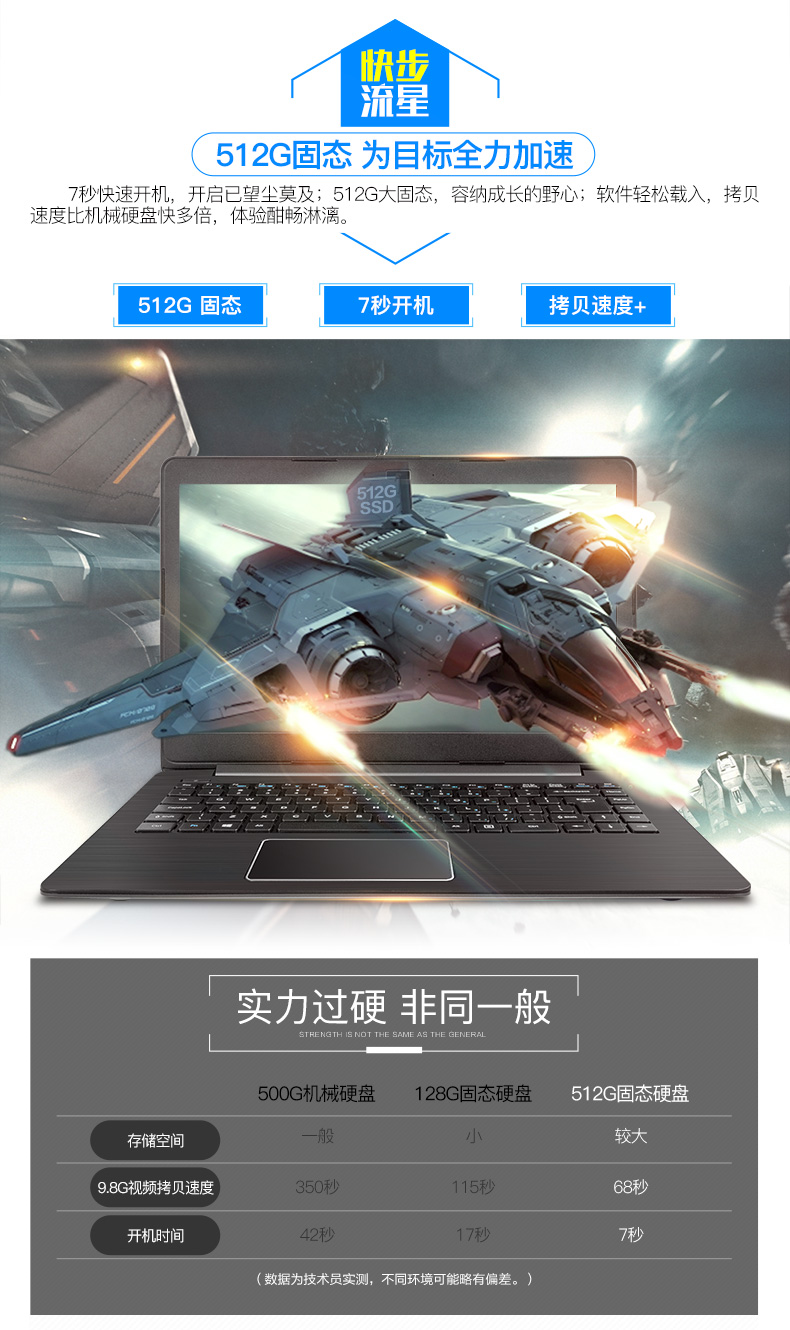 快步
流星
512G固态 为目标全力加速
7秒快速开机，开启已望尘莫及；512G大固态，容纳成长的野心；软件轻松载入，拷贝
速度比机械硬盘快多倍，体验酣畅淋漓。
512G 固态 7秒开机 拷贝速度+
512G
SSD
实力过硬 非同一般
STRENGTH IS NOT THE SAME AS THE GENERAL
500G机械硬盘 128G固态硬盘 512G固态硬盘
存储空间 一般 小 较大
9.8G视频拷贝速度 350秒 115秒 68秒
开机时间 42秒 17秒 7秒
（数据为技术员实测，不同环境可能略有偏差。）